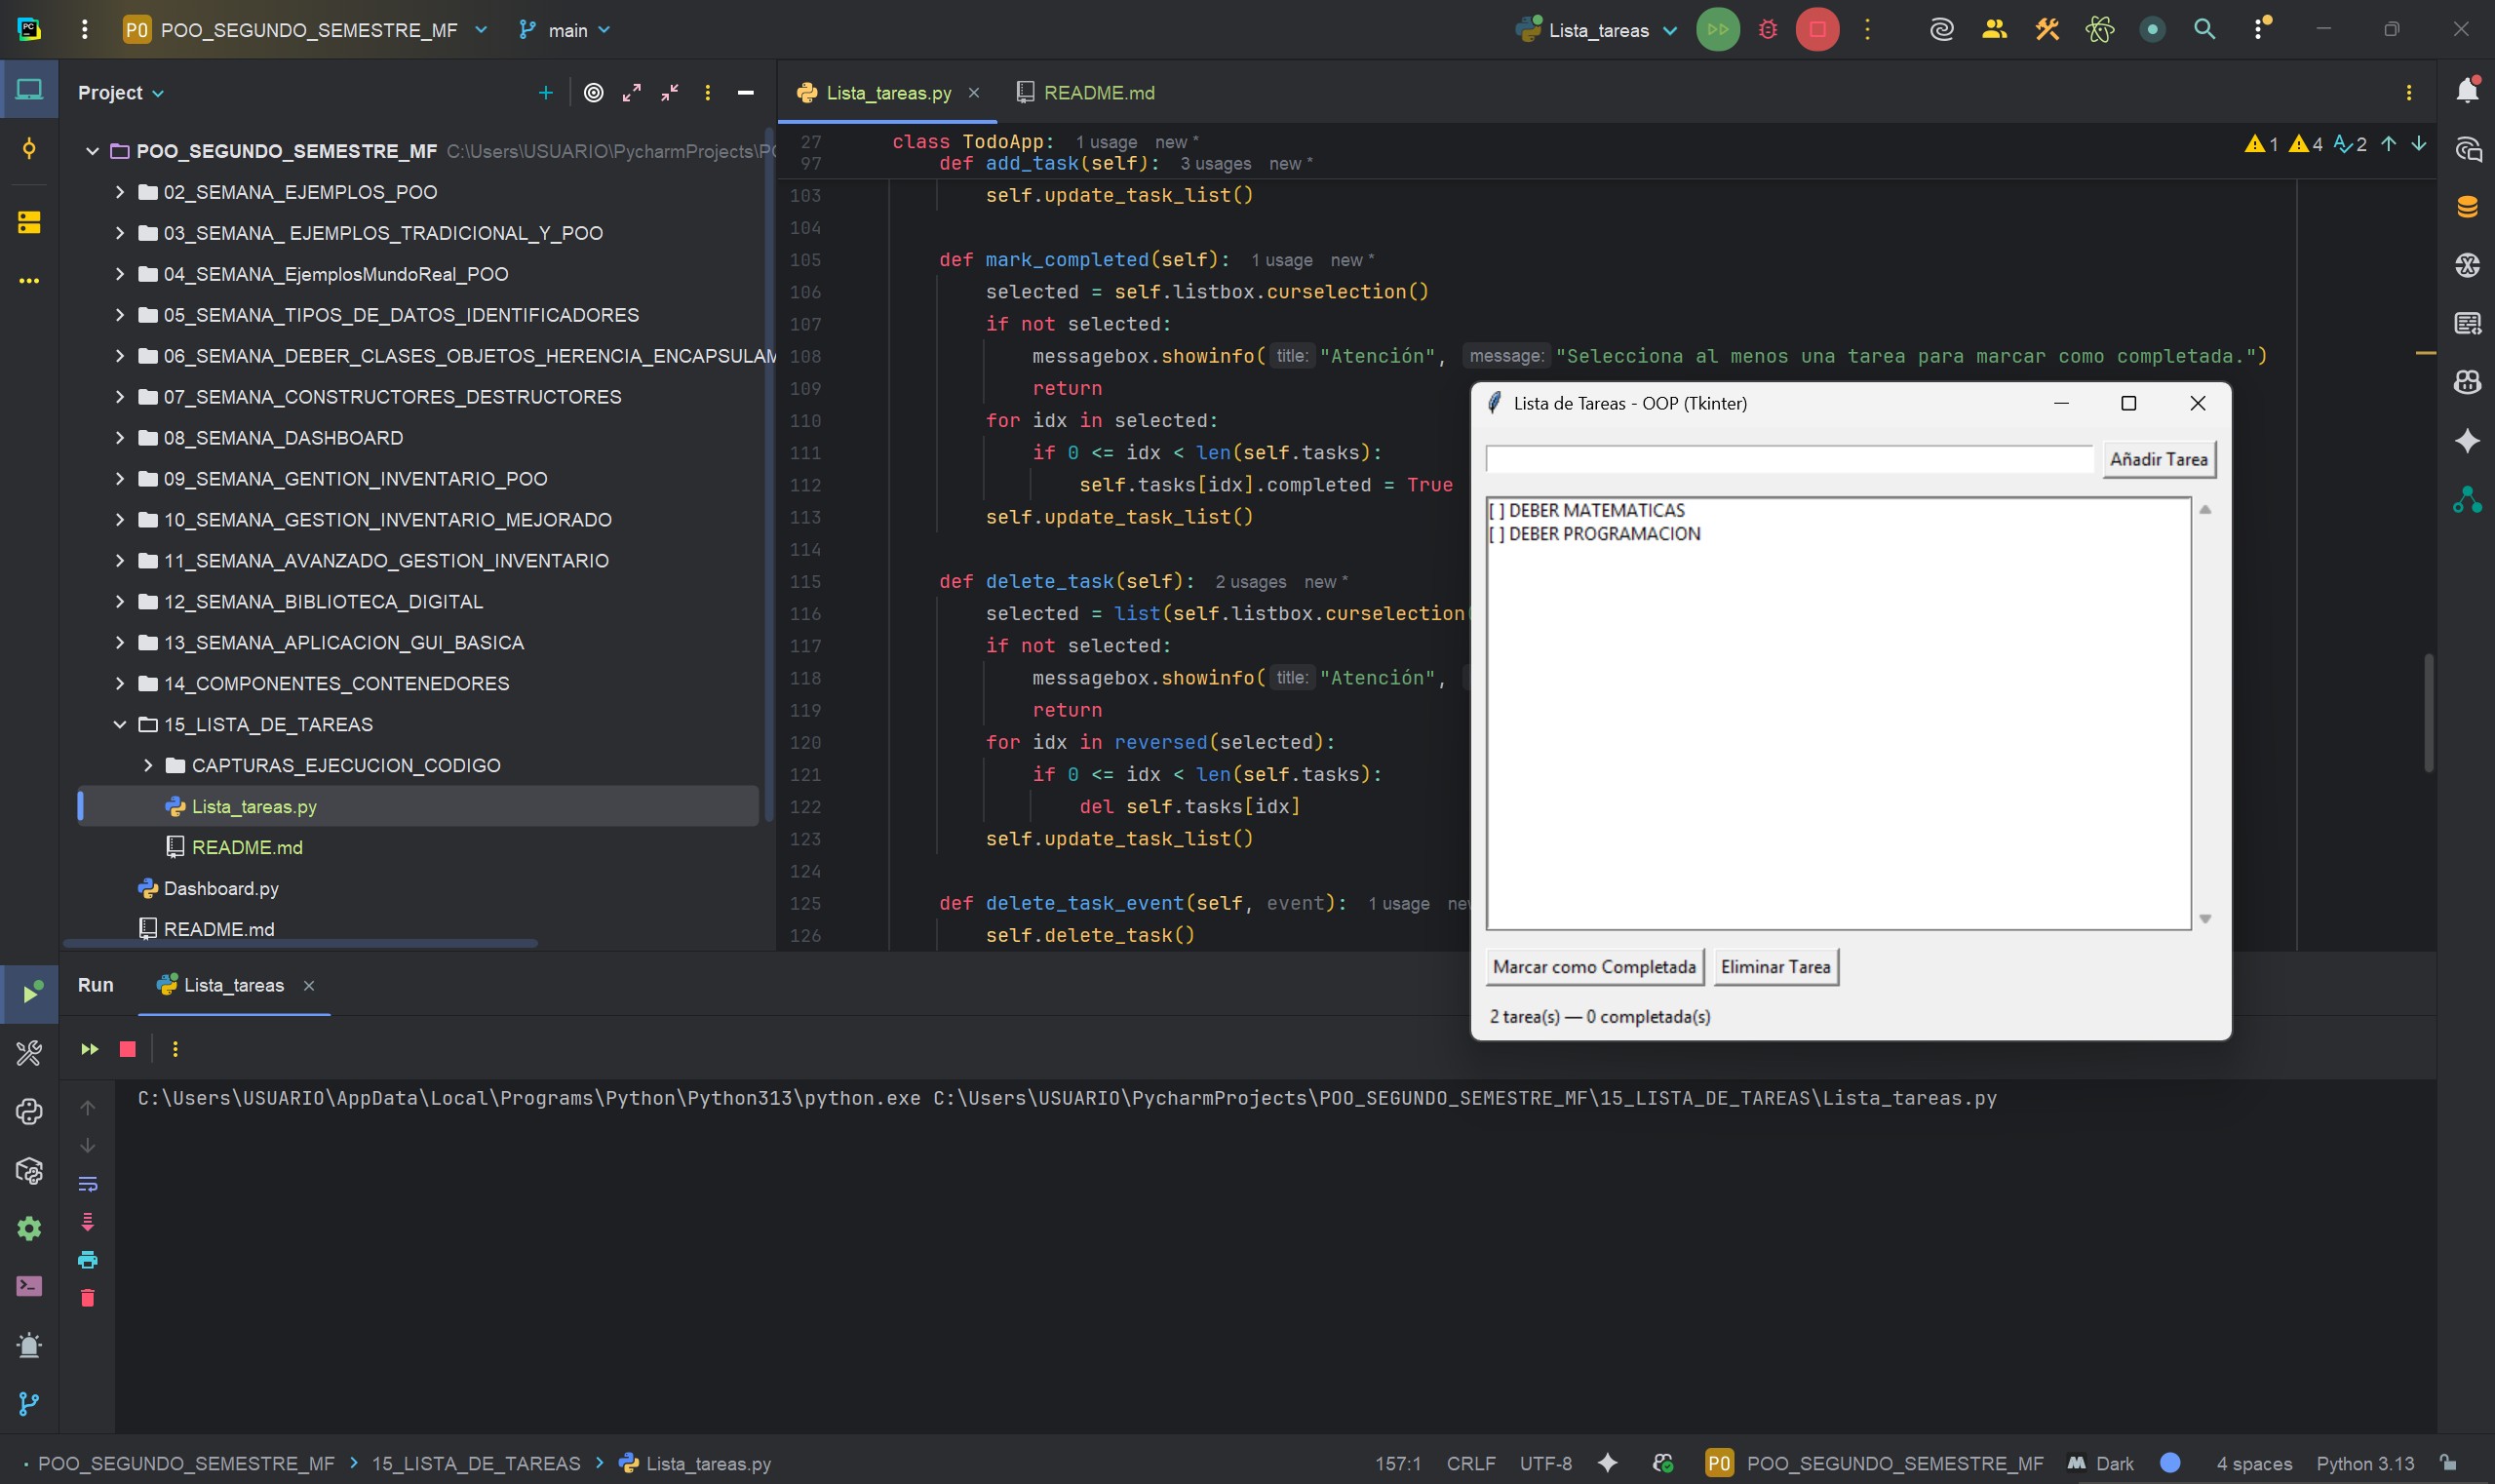 PC
PO POO_SEGUNDO_SEMESTRE_MF main Lista_tareas
Project
POO_SEGUNDO_SEMESTRE_MF C:\Users\USUARIO\PycharmProjects\
02_SEMANA_EJEMPLOS_POO
03_SEMANA_ EJEMPLOS_TRADICIONAL_Y_POO
04_SEMANA_EjemplosMundoReal_POO
05_SEMANA_TIPOS_DE_DATOS_IDENTIFICADORES
06_SEMANA_DEBER_CLASES_OBJETOS_HERENCIA_ENCAPSULAM
07_SEMANA_CONSTRUCTORES_DESTRUCTORES
08_SEMANA_DASHBOARD
09_SEMANA_GENTION_INVENTARIO_POO
10_SEMANA_GESTION_INVENTARIO_MEJORADO
11_SEMANA_AVANZADO_GESTION_INVENTARIO
12_SEMANA_BIBLIOTECA_DIGITAL
13_SEMANA_APLICACION_GUI_BASICA
14_COMPONENTES_CONTENEDORES
15_LISTA_DE_TAREAS
CAPTURAS_EJECUCION_CODIGO
Lista_tareas.py
README.md
Dashboard.py
README.md
Lista_tareas.py README.md
27 class TodoApp: 1 usage new *
97 def add_task(self): 3 usages new *
1 4 2
103 self.update_task_list()
104
105 def mark_completed(self): 1 usage new *
106 selected = self.listbox.curselection()
107 if not selected:
108 messagebox.showinfo( title: "Atención", message: "Selecciona al menos una tarea para marcar como completada.")
109 return
110 for idx in selected:
111 if 0 <= idx < len(self.tasks):
112 self.tasks[idx].completed = True
113 self.update_task_list()
114
115 def delete_task(self): 2 usages new *
116 selected = list(self.listbox.curselection
117 if not selected:
118 messagebox.showinfo( title: "Atención",
119 return
120 for idx in reversed(selected):
121 if 0 <= idx < len(self.tasks):
122 del self.tasks[idx]
123 self.update_task_list()
124
125 def delete_task_event(self, event): 1 usage
126 self.delete_task()
Lista de Tareas - OOP (Tkinter)
Añadir Tarea
[ ] DEBER MATEMATICAS
[ ] DEBER PROGRAMACION
Marcar como Completada Eliminar Tarea
2 tarea(s) — 0 completada(s)
Run Lista_tareas
C:\Users\USUARIO\AppData\Local\Programs\Python\Python313\python.exe C:\Users\USUARIO\PycharmProjects\POO_SEGUNDO_SEMESTRE_MF\15_LISTA_DE_TAREAS\Lista_tareas.py
POO_SEGUNDO_SEMESTRE_MF 15_LISTA_DE_TAREAS Lista_tareas.py 157:1 CRLF UTF-8 PO POO_SEGUNDO_SEMESTRE_MF M Dark 4 spaces Python 3.13